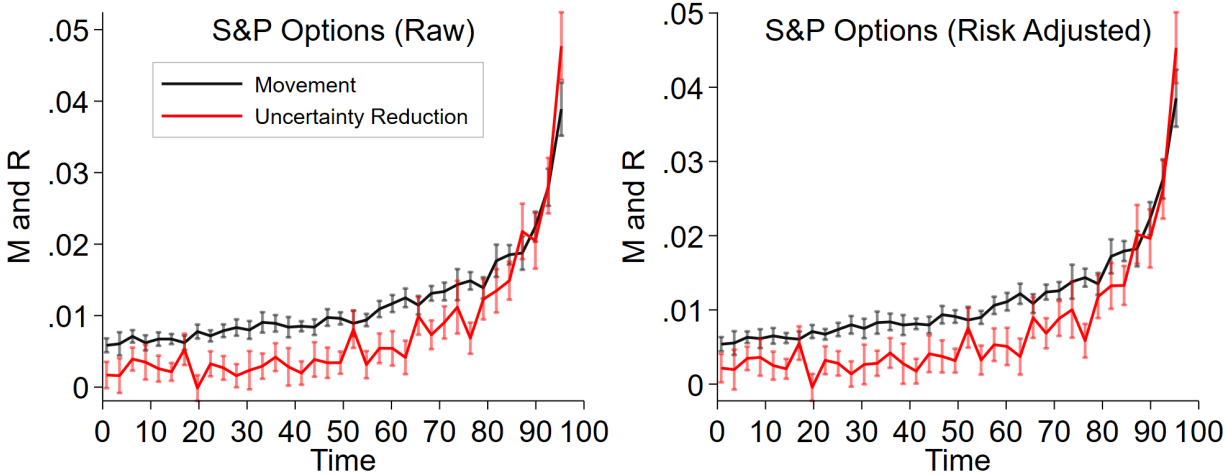 S&P Options (Raw)
Movement
Uncertainty Reduction
M and R
.05
.04
.03
.02
.01
0
0 10 20 30 40 50 60 70 80 90 100
Time
S&P Options (Risk Adjusted)
M and R
.05
.04
.03
.02
.01
0
0 10 20 30 40 50 60 70 80 90 100
Time